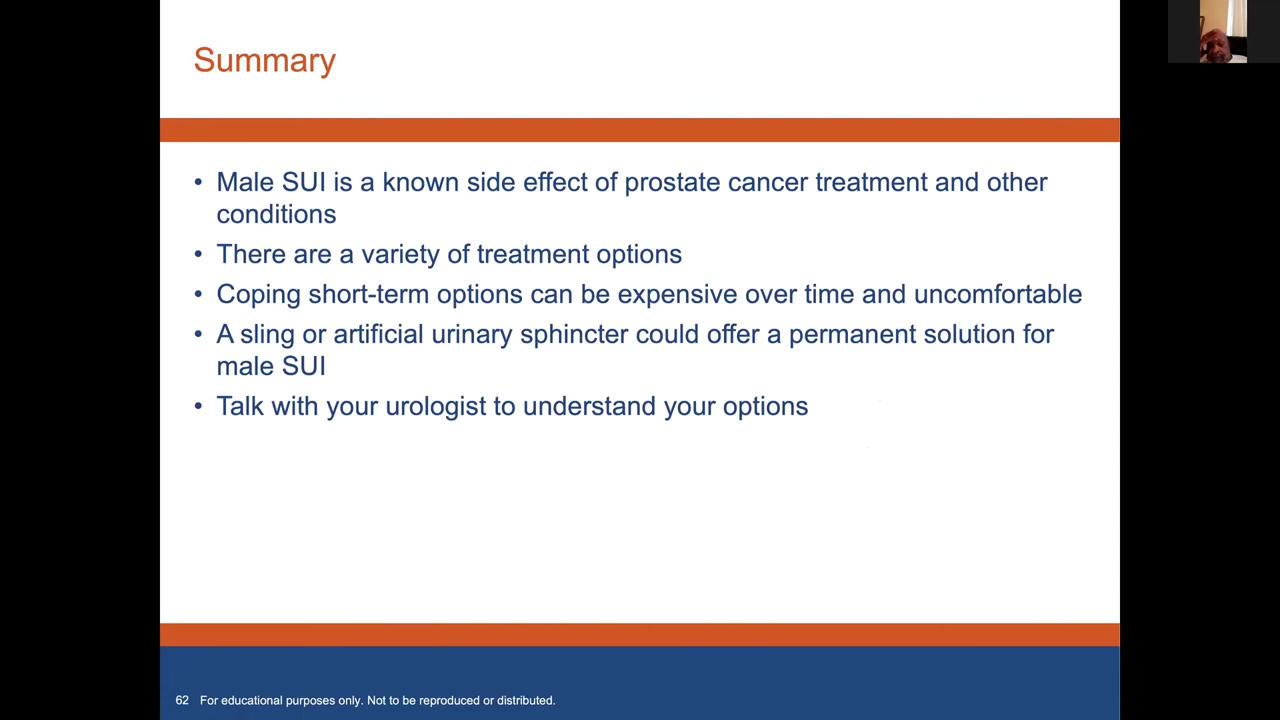 Summary
• Male SUI is a known side effect of prostate cancer treatment and other
conditions
• There are a variety of treatment options
• Coping short-term options can be expensive over time and uncomfortable
• A sling or artificial urinary sphincter could offer a permanent solution for
male SUI
• Talk with your urologist to understand your options
62 For educational purposes only. Not to be reproduced or distributed.